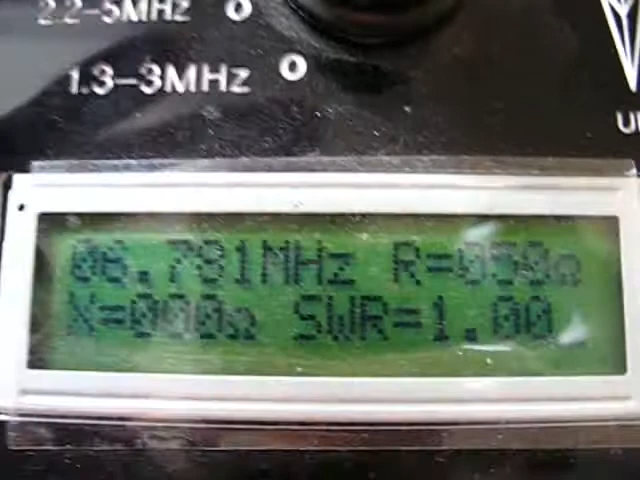 2.2–5MHz
1.3–3MHz
06.781MHz R=050Ω
X=000Ω SWR=1.00